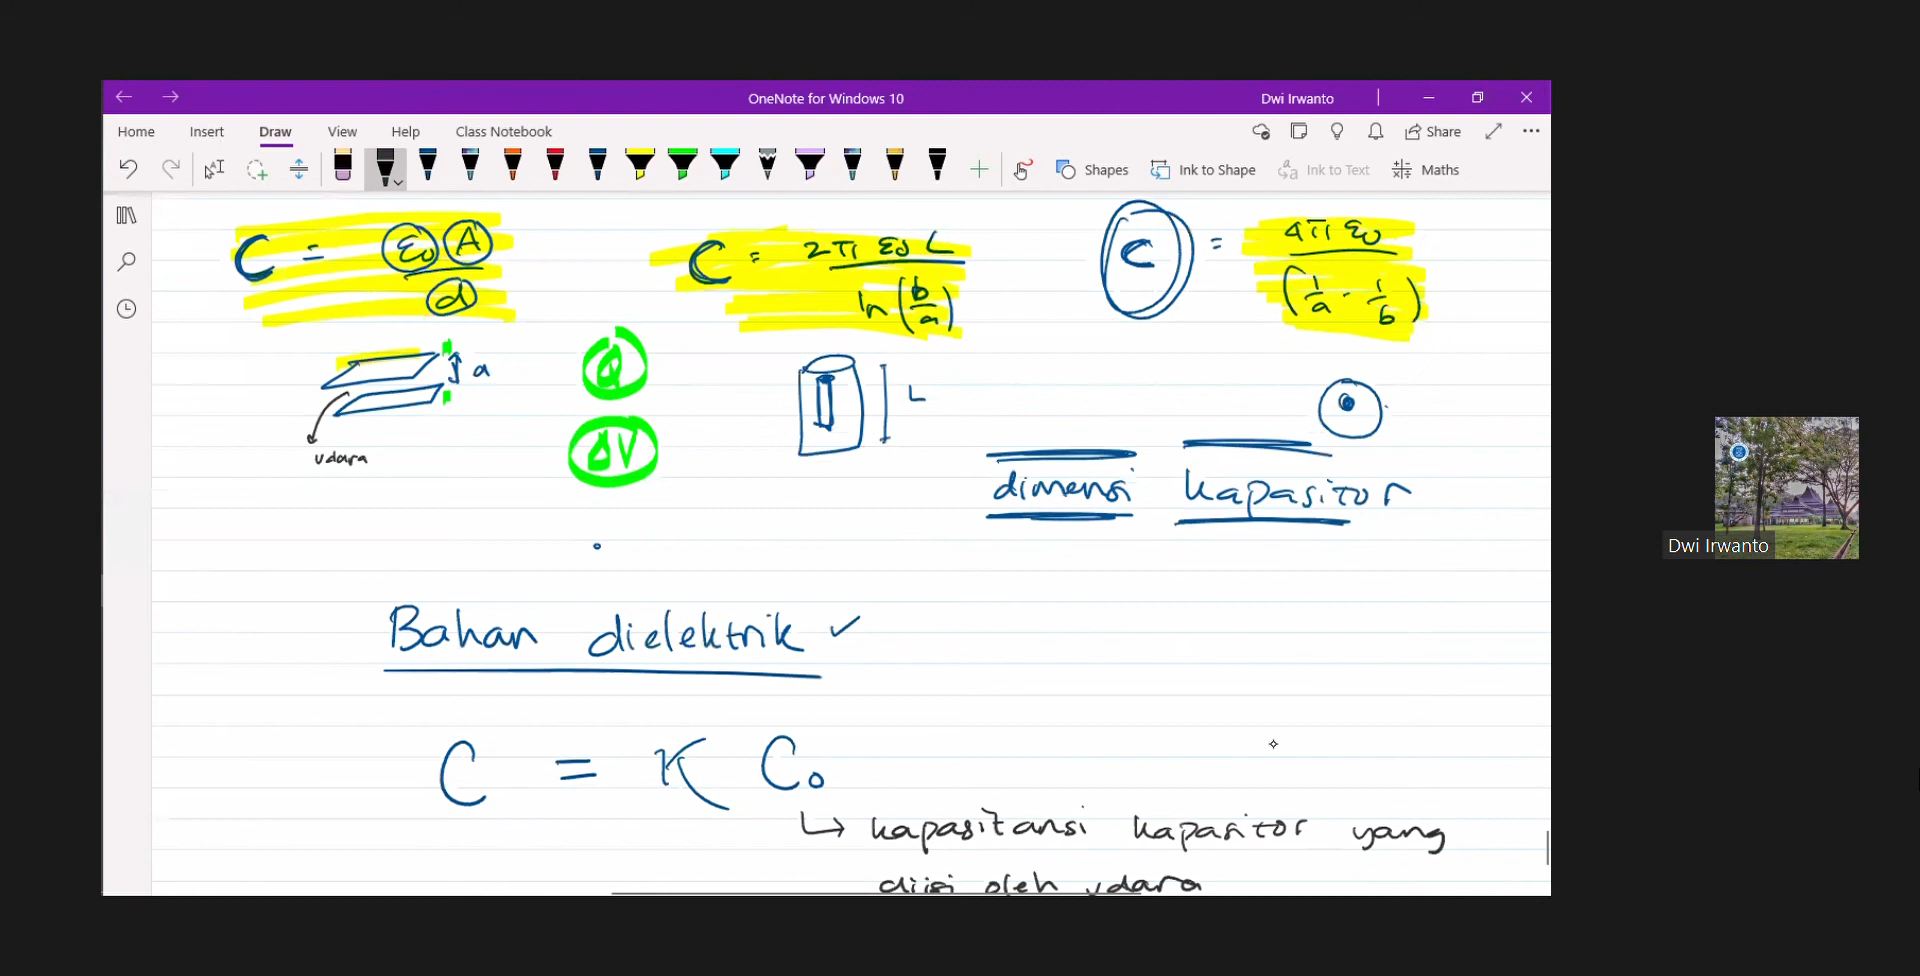 OneNote for Windows 10
Dwi Irwanto
Home Insert Draw View Help Class Notebook
Share
Shapes Ink to Shape Ink to Text Maths
C = ε₀ A / d
C = 2π ε₀ L / ln(b/a)
C = 4π ε₀ / (1/a - 1/b)
d
Q
L
ΔV
udara
dimensi kapasitor
Bahan dielektrik ✓
C = K C₀
↳ kapasitansi kapasitor yang
diisi oleh udara
Dwi Irwanto